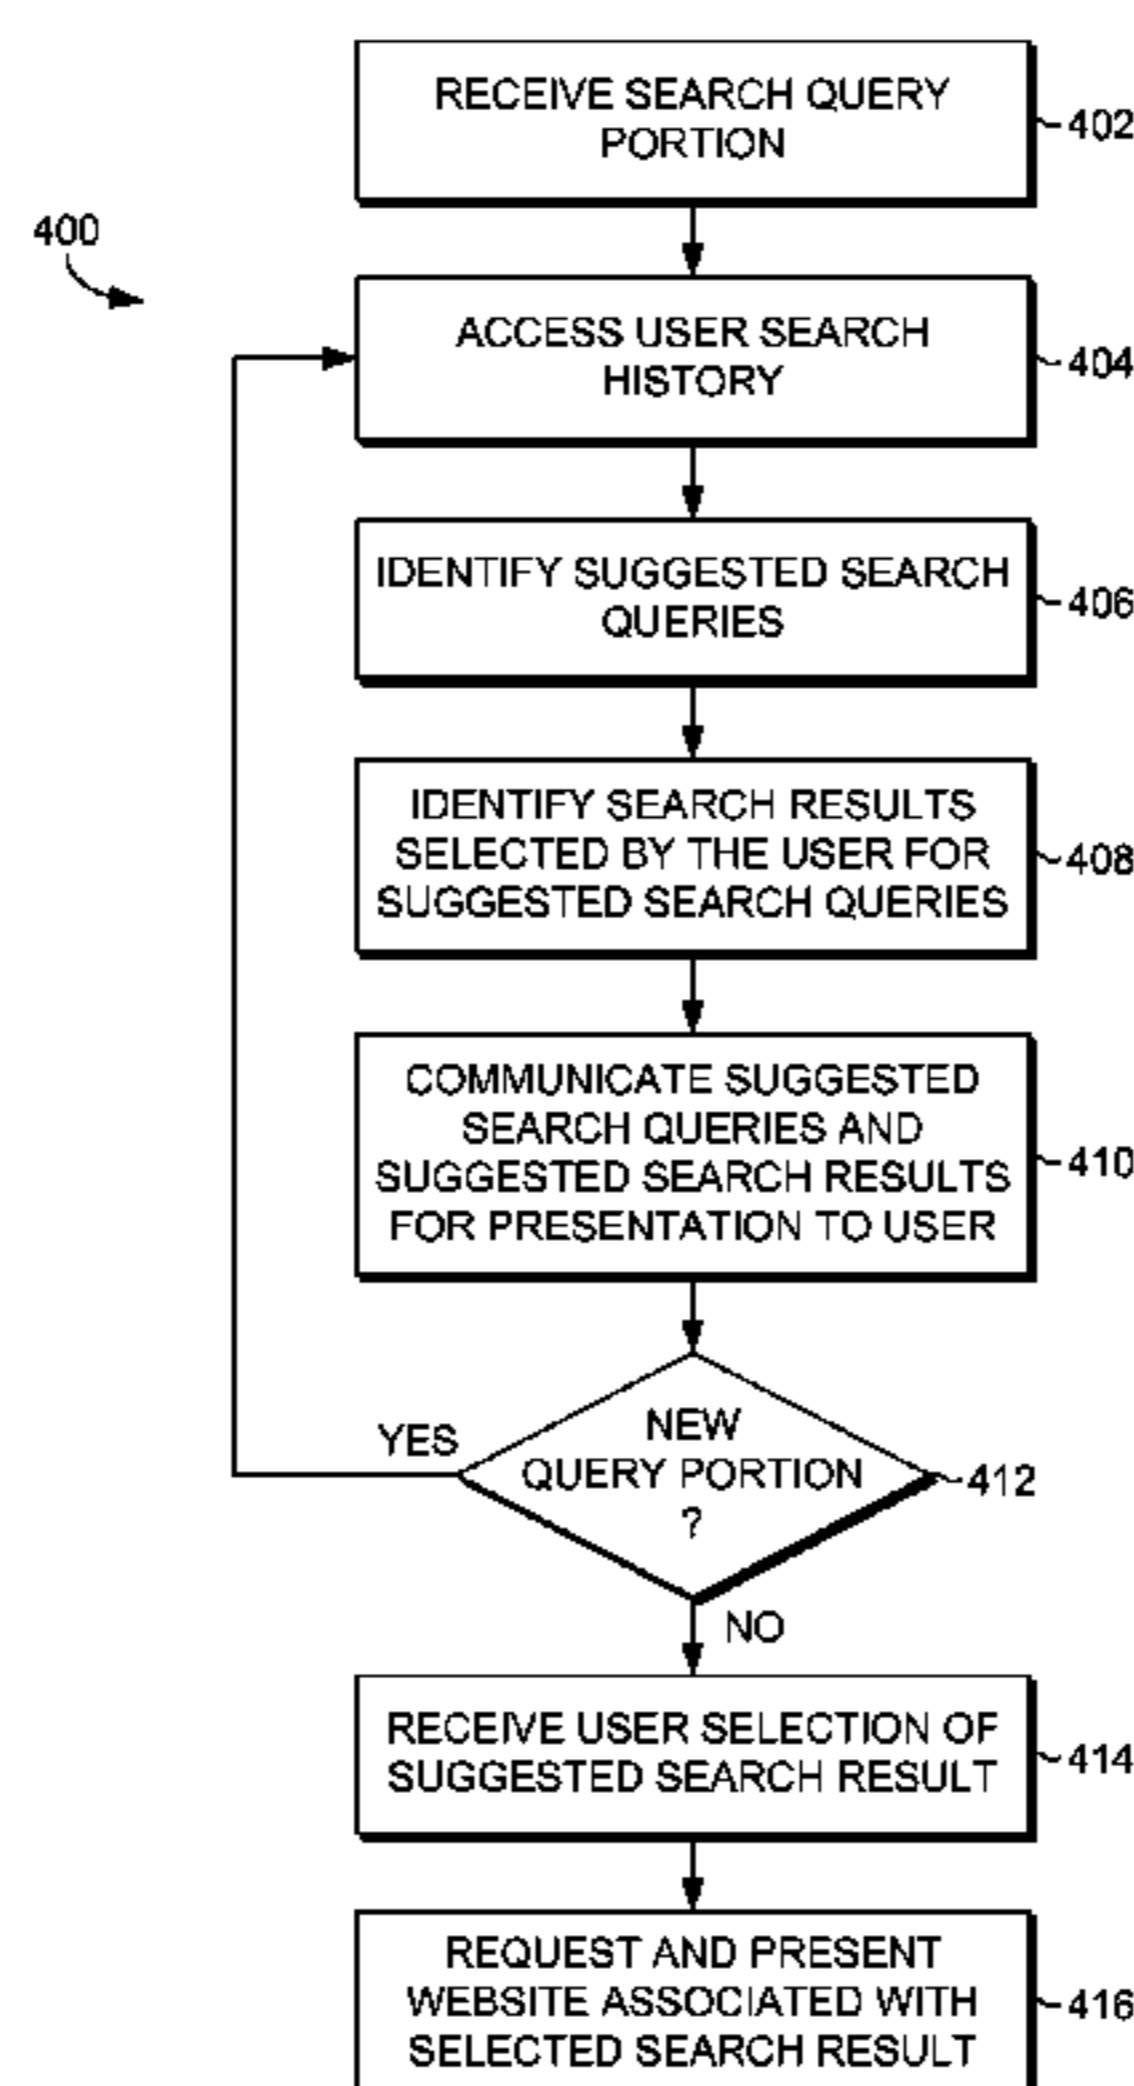 RECEIVE SEARCH QUERY
PORTION
402
400
ACCESS USER SEARCH
HISTORY
404
IDENTIFY SUGGESTED SEARCH
QUERIES
406
IDENTIFY SEARCH RESULTS
SELECTED BY THE USER FOR
SUGGESTED SEARCH QUERIES
408
COMMUNICATE SUGGESTED
SEARCH QUERIES AND
SUGGESTED SEARCH RESULTS
FOR PRESENTATION TO USER
410
YES
NEW
QUERY PORTION
?
412
NO
RECEIVE USER SELECTION OF
SUGGESTED SEARCH RESULT
414
REQUEST AND PRESENT
WEBSITE ASSOCIATED WITH
SELECTED SEARCH RESULT
416